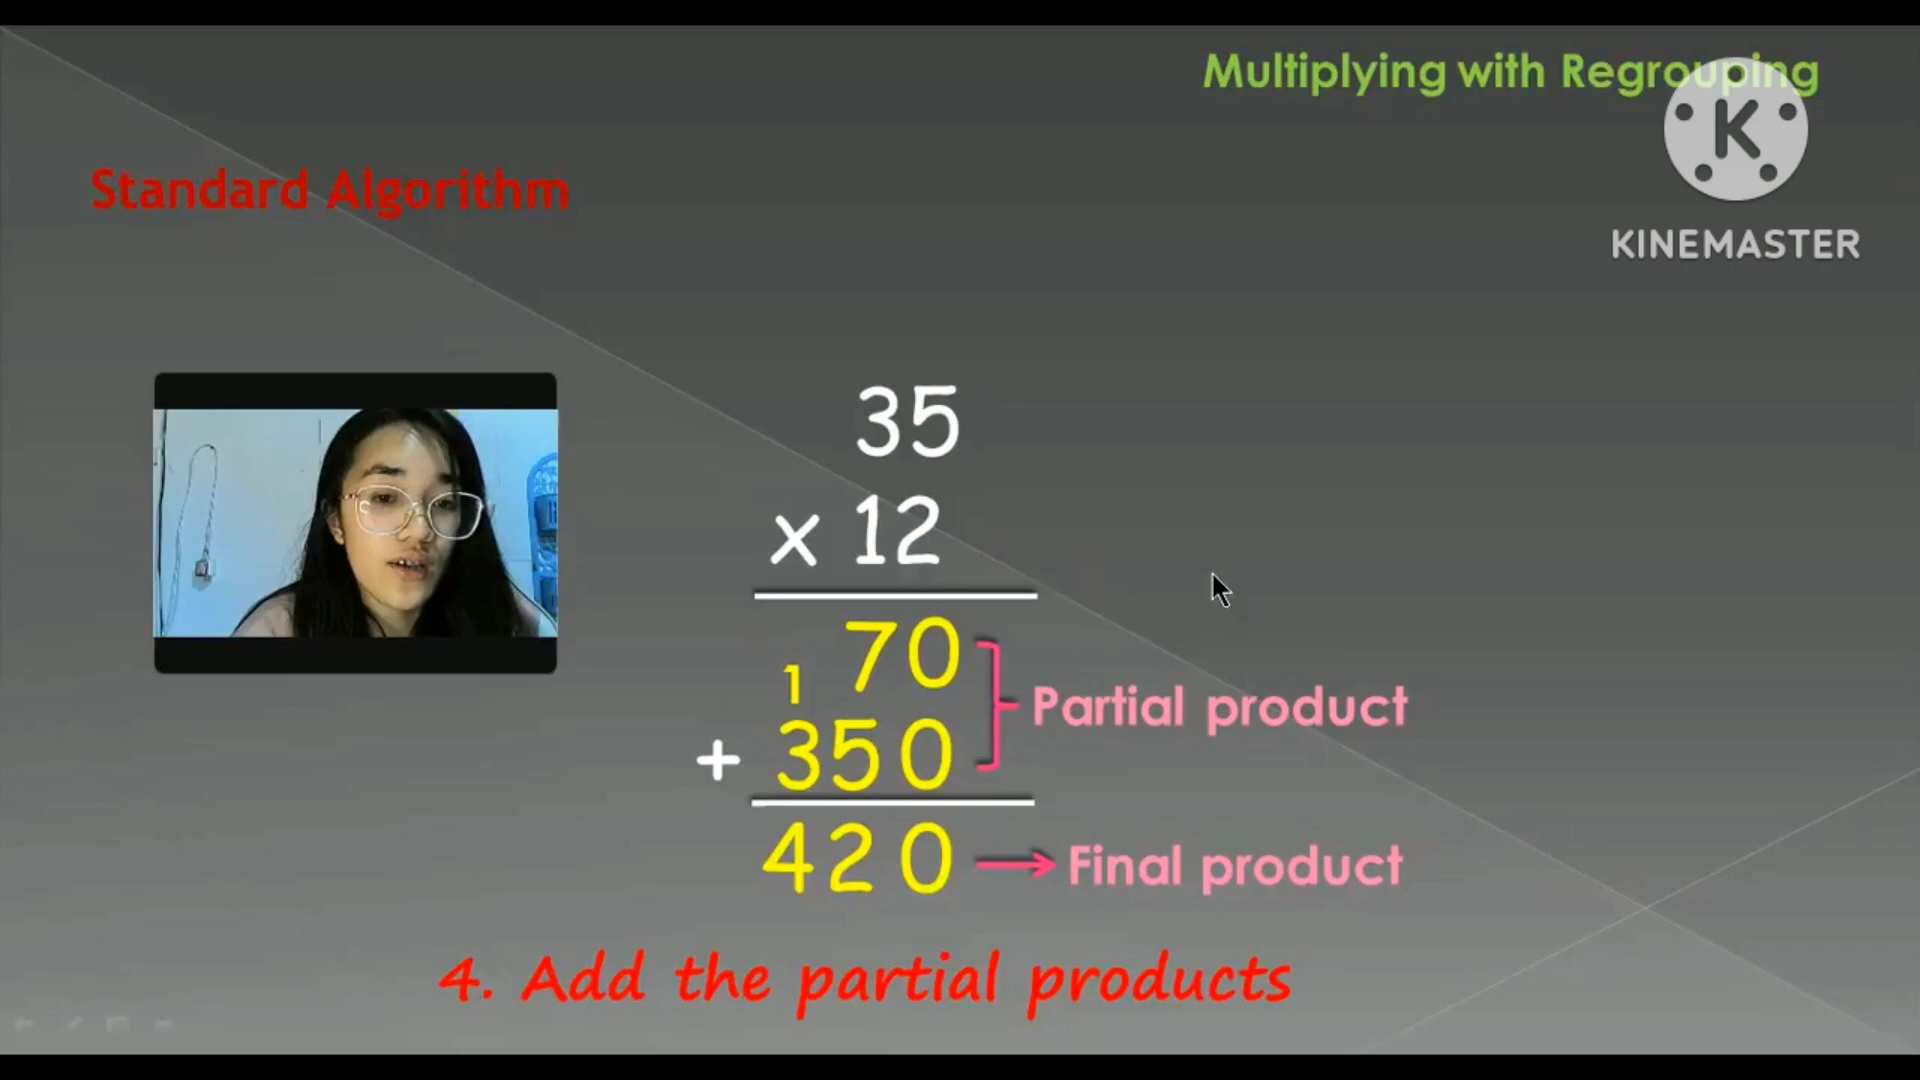 Multiplying with Regrouping
K
KINEMASTER
Standard Algorithm
35
x 12
70
1
+ 350
Partial product
420 → Final product
4. Add the partial products